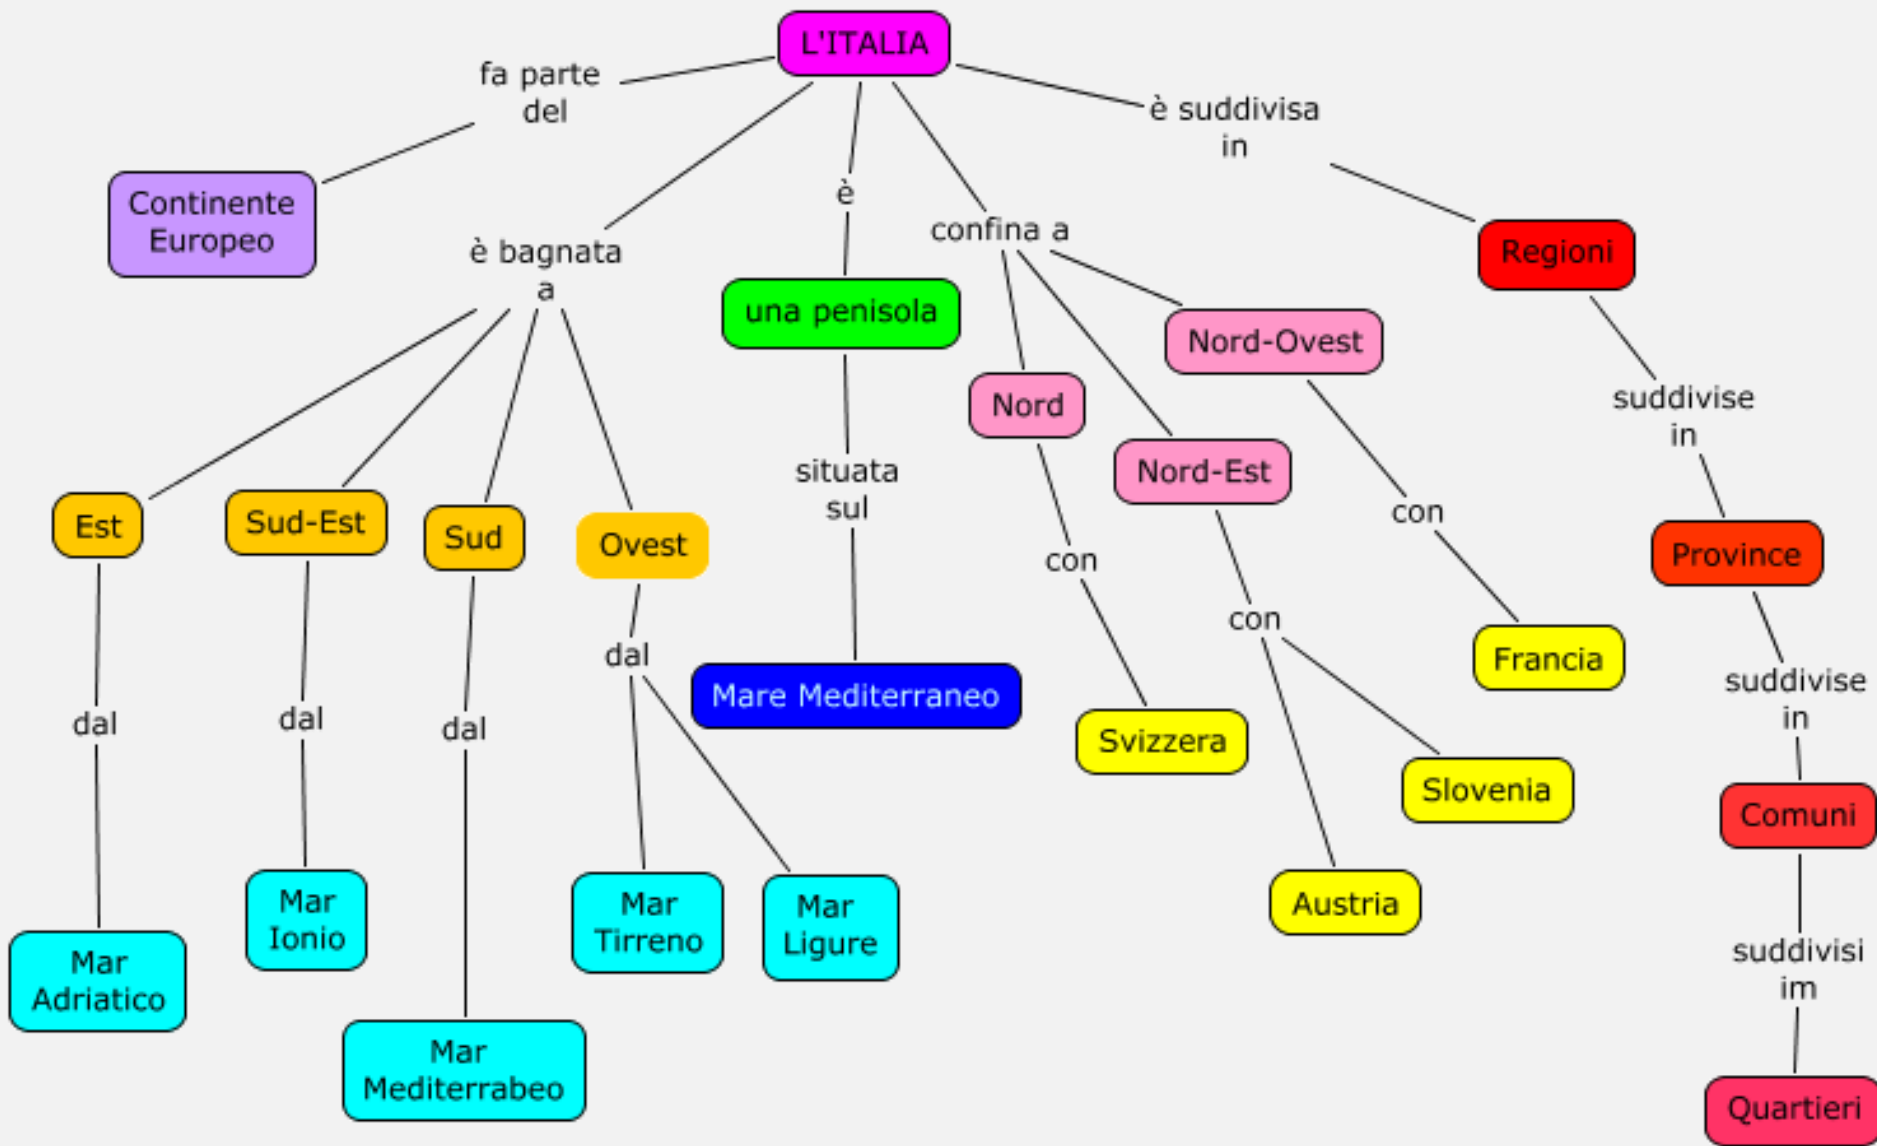 L'ITALIA
fa parte
del
Continente
Europeo
è bagnata
a
Est
dal
Mar
Adriatico
Sud-Est
dal
Mar
Ionio
Sud
dal
Mar
Mediterrabeo
Ovest
dal
Mar
Tirreno
Mar
Ligure
è
una penisola
situata
sul
Mare Mediterraneo
confina a
Nord
con
Svizzera
Nord-Est
con
Austria
Slovenia
Nord-Ovest
con
Francia
è suddivisa
in
Regioni
suddivise
in
Province
suddivise
in
Comuni
suddivisi
im
Quartieri